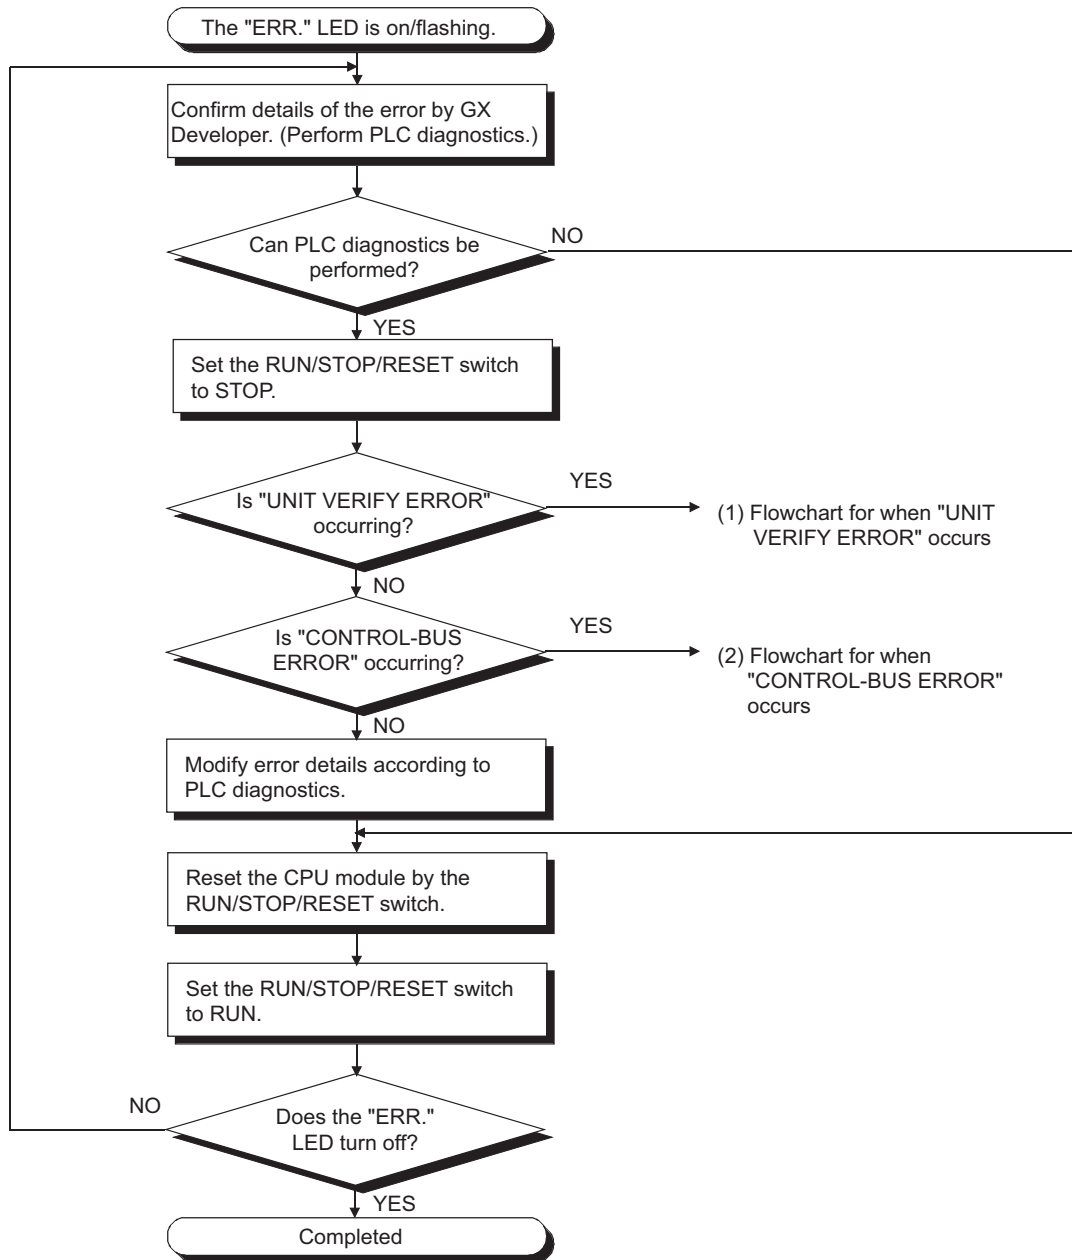 The "ERR." LED is on/flashing.
Confirm details of the error by GX
Developer. (Perform PLC diagnostics.)
Can PLC diagnostics be
performed?
NO
YES
Set the RUN/STOP/RESET switch
to STOP.
Is "UNIT VERIFY ERROR"
occurring?
YES
(1) Flowchart for when "UNIT
VERIFY ERROR" occurs
NO
Is "CONTROL-BUS
ERROR" occurring?
YES
(2) Flowchart for when
"CONTROL-BUS ERROR"
occurs
NO
Modify error details according to
PLC diagnostics.
Reset the CPU module by the
RUN/STOP/RESET switch.
Set the RUN/STOP/RESET switch
to RUN.
NO
Does the "ERR."
LED turn off?
YES
Completed